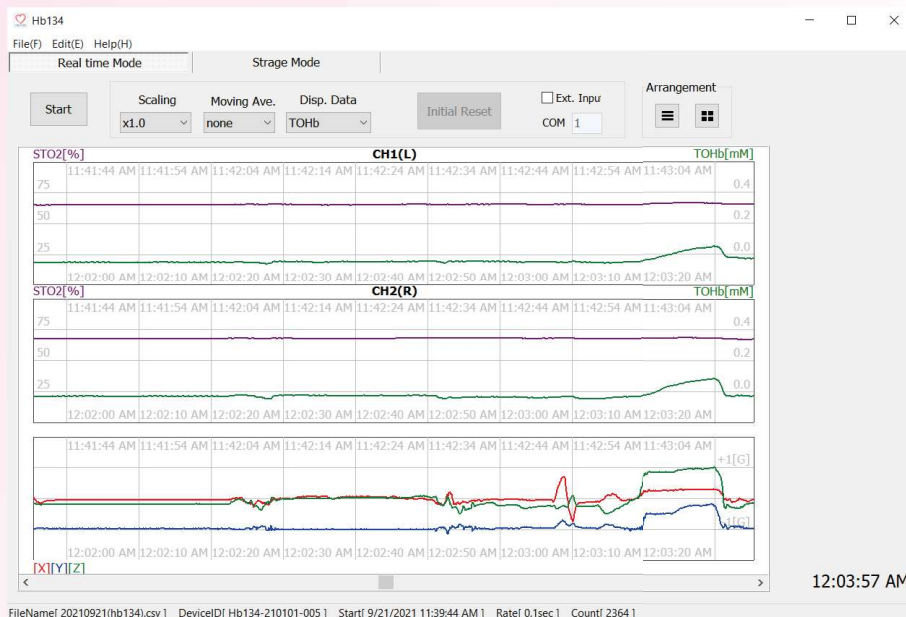 Hb134
File(F) Edit(E) Help(H)
Real time Mode Strage Mode
Start Scaling Moving Ave. Disp. Data Initial Reset Ext. Input Arrangement
x1.0 none TOHb COM 1
STO2[%] CH1(L) TOHb[mM]
11:41:44 AM 11:41:54 AM 11:42:04 AM 11:42:14 AM 11:42:24 AM 11:42:34 AM 11:42:44 AM 11:42:54 AM 11:43:04 AM
75 0.4
50 0.2
25 0.0
12:02:00 AM 12:02:10 AM 12:02:20 AM 12:02:30 AM 12:02:40 AM 12:02:50 AM 12:03:00 AM 12:03:10 AM 12:03:20 AM
STO2[%] CH2(R) TOHb[mM]
11:41:44 AM 11:41:54 AM 11:42:04 AM 11:42:14 AM 11:42:24 AM 11:42:34 AM 11:42:44 AM 11:42:54 AM 11:43:04 AM
75 0.4
50 0.2
25 0.0
12:02:00 AM 12:02:10 AM 12:02:20 AM 12:02:30 AM 12:02:40 AM 12:02:50 AM 12:03:00 AM 12:03:10 AM 12:03:20 AM
11:41:44 AM 11:41:54 AM 11:42:04 AM 11:42:14 AM 11:42:24 AM 11:42:34 AM 11:42:44 AM 11:42:54 AM 11:43:04 AM
+1[G]
-1[G]
12:02:00 AM 12:02:10 AM 12:02:20 AM 12:02:30 AM 12:02:40 AM 12:02:50 AM 12:03:00 AM 12:03:10 AM 12:03:20 AM
[X][Y][Z]
12:03:57 AM
FileName[ 20210921(hb134).csv ] DeviceID[ Hb134-210101-005 ] Start[ 9/21/2021 11:39:44 AM ] Rate[ 0.1sec ] Count[ 2364 ]